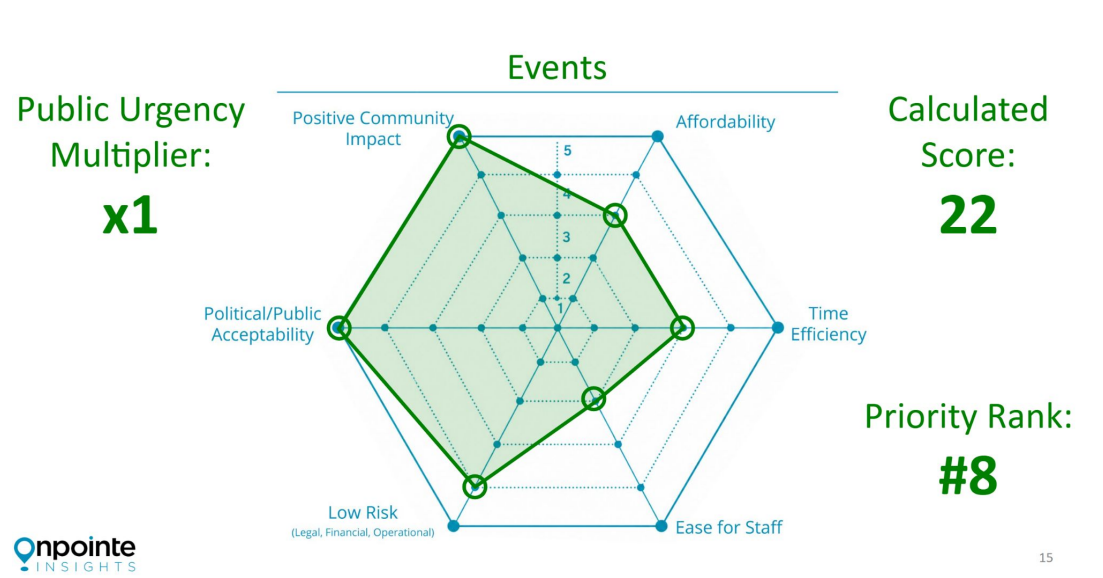 Events
Public Urgency
Multiplier:
x1
Positive Community
Impact
Affordability
Calculated
Score:
22
5
4
3
2
1
Political/Public
Acceptability
Time
Efficiency
Priority Rank:
#8
Low Risk
(Legal, Financial, Operational)
Ease for Staff
Onpointe
INSIGHTS
15